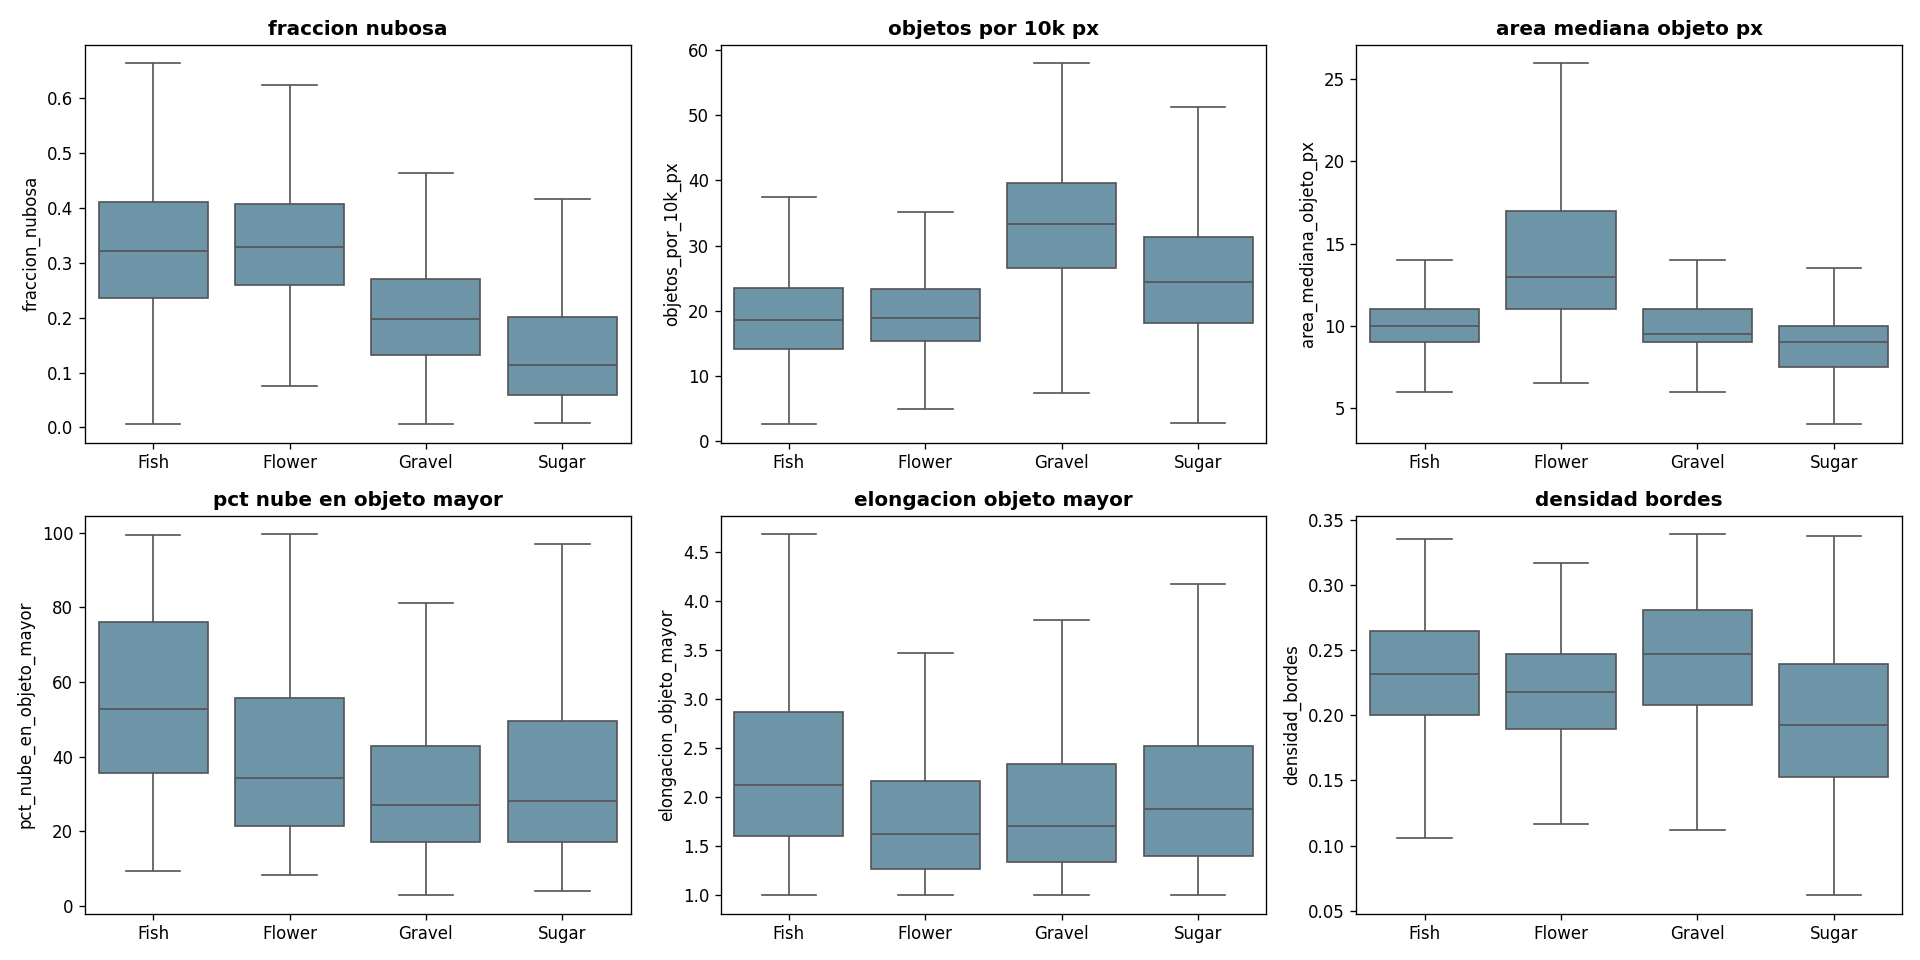 fraccion nubosa
fraccion_nubosa
0.6
0.5
0.4
0.3
0.2
0.1
0.0
Fish Flower Gravel Sugar
objetos por 10k px
objetos_por_10k_px
60
50
40
30
20
10
0
Fish Flower Gravel Sugar
area mediana objeto px
area_mediana_objeto_px
25
20
15
10
5
Fish Flower Gravel Sugar
pct nube en objeto mayor
pct_nube_en_objeto_mayor
100
80
60
40
20
0
Fish Flower Gravel Sugar
elongacion objeto mayor
elongacion_objeto_mayor
4.5
4.0
3.5
3.0
2.5
2.0
1.5
1.0
Fish Flower Gravel Sugar
densidad bordes
densidad_bordes
0.35
0.30
0.25
0.20
0.15
0.10
0.05
Fish Flower Gravel Sugar